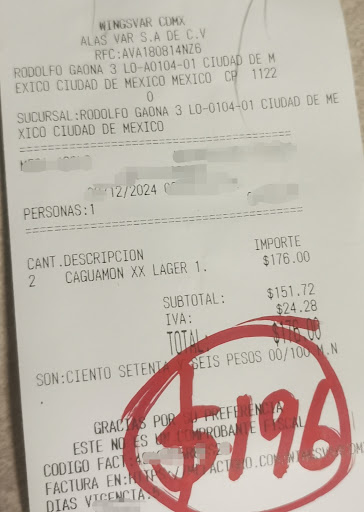 WINGSVAR CDMX
ALAS VAR S.A DE C.V
RFC:AVA180814NZ6
RODOLFO GAONA 3 LO-A0104-01 CIUDAD DE M
EXICO CIUDAD DE MEXICO MEXICO CP 1122
0
SUCURSAL:RODOLFO GAONA 3 LO-0104-01 CIUDAD DE ME
XICO CIUDAD DE MEXICO
/12/2024
PERSONAS:1
CANT.DESCRIPCION IMPORTE
2 CAGUAMON XX LAGER 1. $176.00
SUBTOTAL: $151.72
IVA: $24.28
TOTAL: $176.00
SON:CIENTO SETENTA Y SEIS PESOS 00/100 M.N
.
$196
GRACIAS POR SU PREFERENCIA
ESTE NO ES UN COMPROBANTE FISCAL
CODIGO FACT:
FACTURA EN:
DIAS VIGENCIA: